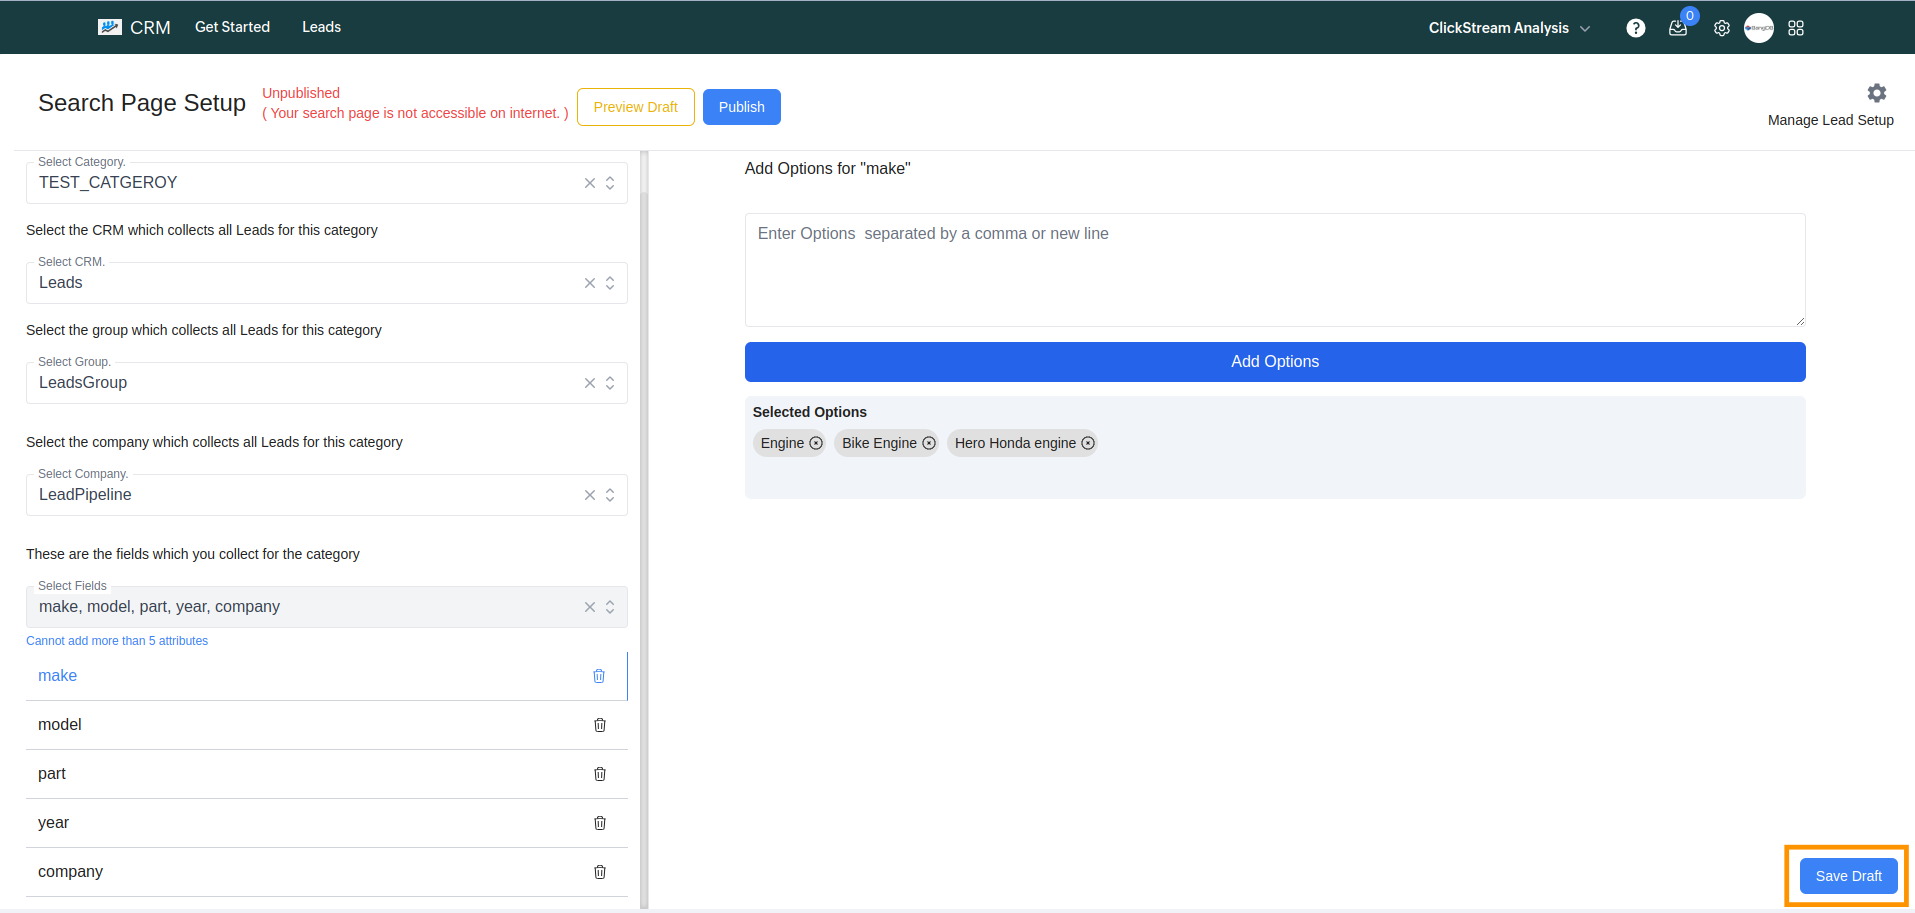 CRM
Get Started
Leads
ClickStream Analysis
0
BangDB
Search Page Setup
Unpublished
( Your search page is not accessible on internet. )
Preview Draft
Publish
Manage Lead Setup
Select Category.
TEST_CATGEROY
Select the CRM which collects all Leads for this category
Select CRM.
Leads
Select the group which collects all Leads for this category
Select Group.
LeadsGroup
Select the company which collects all Leads for this category
Select Company.
LeadPipeline
These are the fields which you collect for the category
Select Fields
make, model, part, year, company
Cannot add more than 5 attributes
make
model
part
year
company
Add Options for "make"
Enter Options  separated by a comma or new line
Add Options
Selected Options
Engine
Bike Engine
Hero Honda engine
Save Draft